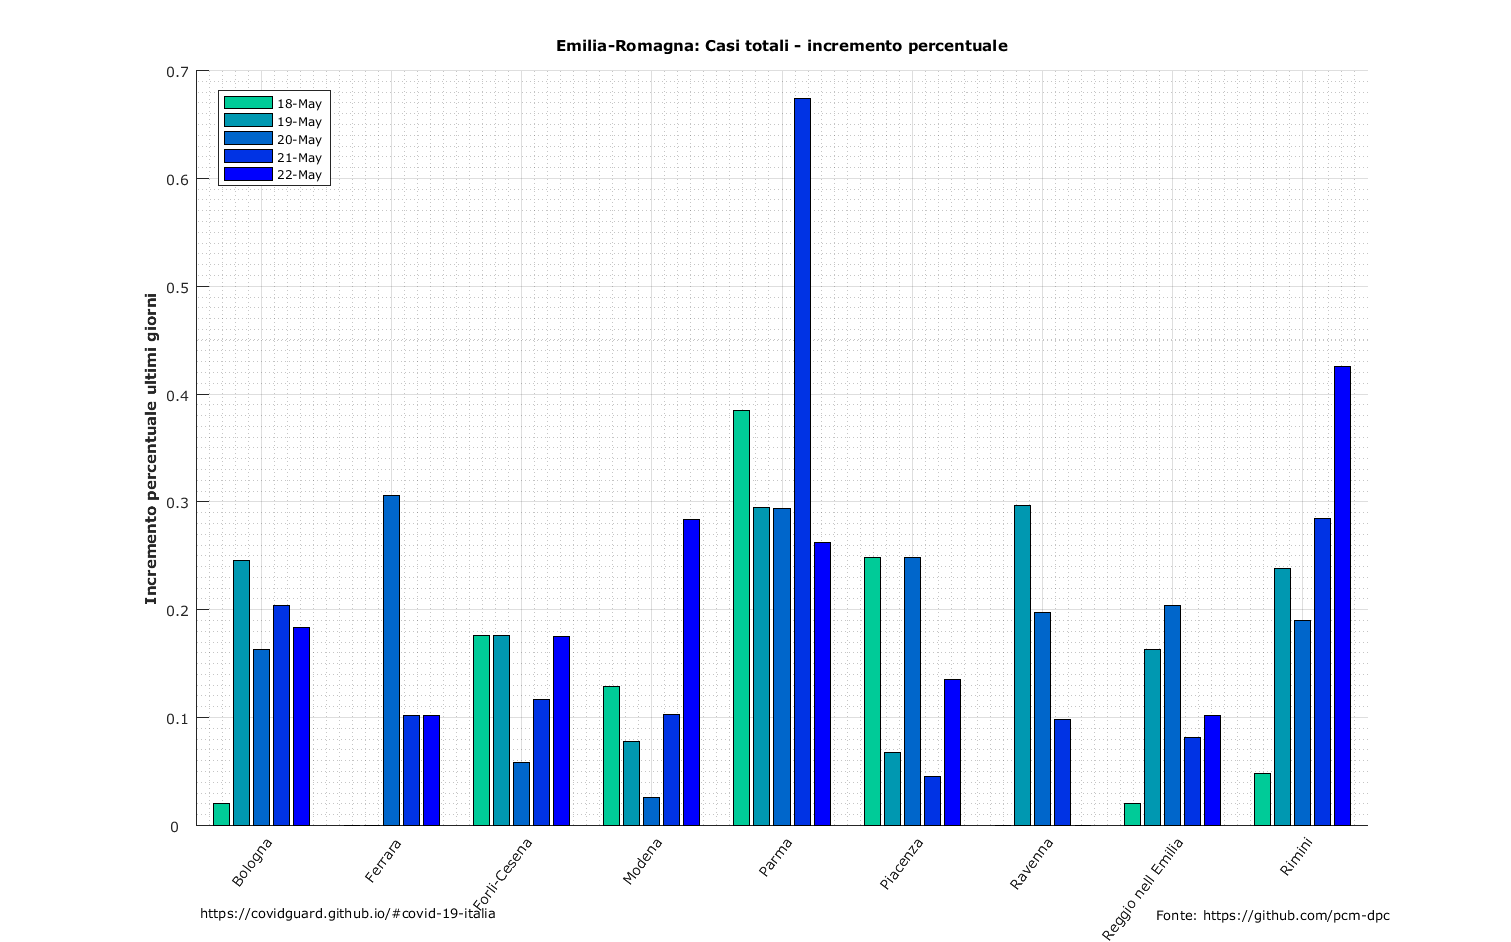 Emilia-Romagna: Casi totali - incremento percentuale
Incremento percentuale ultimi giorni
0.7
0.6
0.5
0.4
0.3
0.2
0.1
0
18-May
19-May
20-May
21-May
22-May
Bologna
Ferrara
Forlì-Cesena
Modena
Parma
Piacenza
Ravenna
Reggio nell Emilia
Rimini
https://covidguard.github.io/#covid-19-italia
Fonte: https://github.com/pcm-dpc